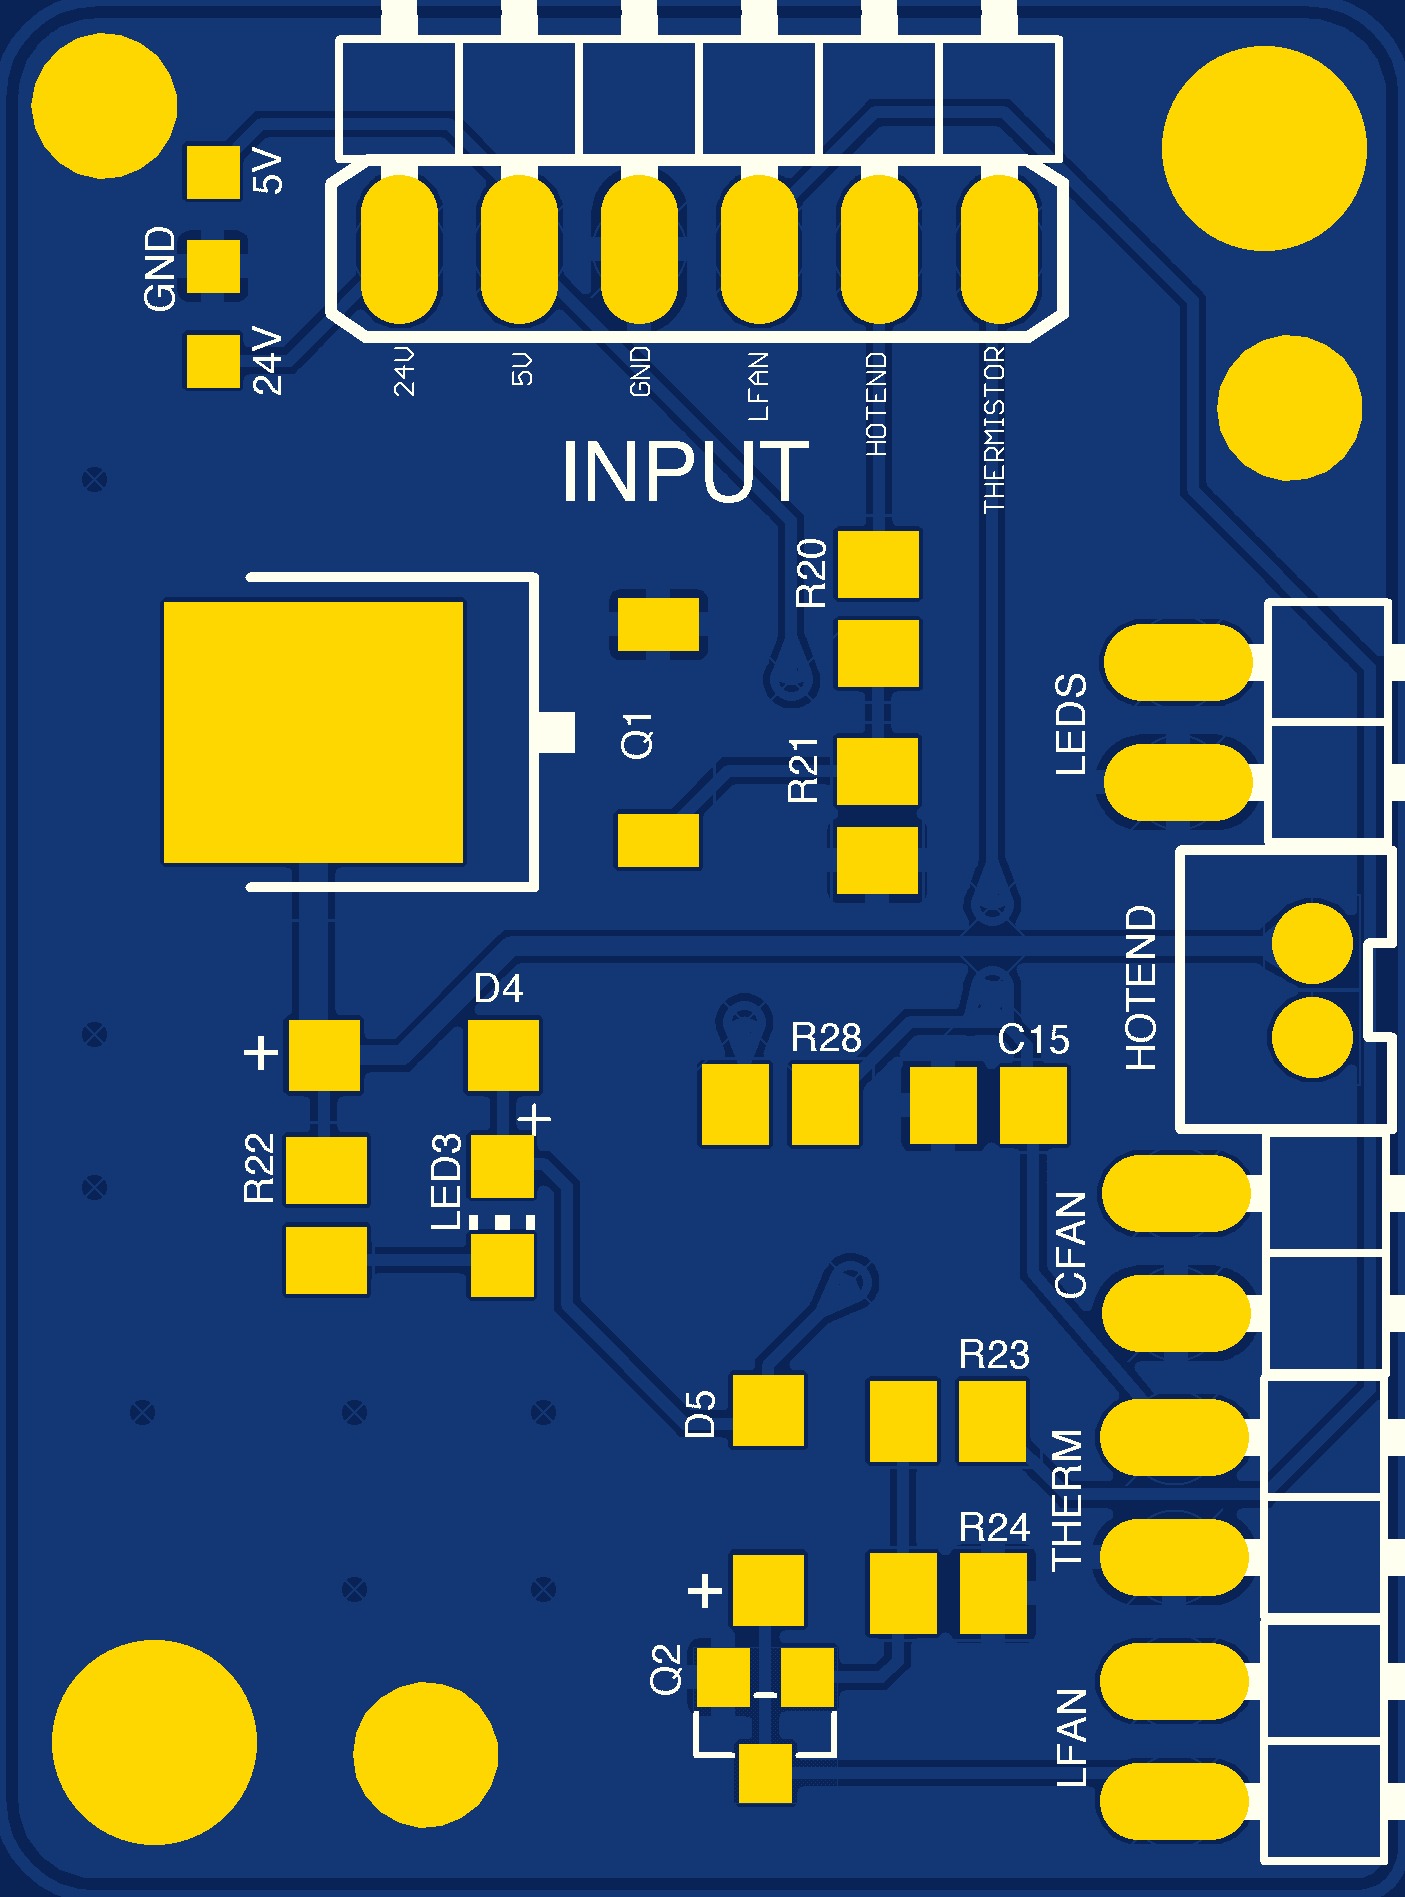 5V
GND
24V
24V
5V
GND
LFAN
HOTEND
THERMISTOR
INPUT
R20
Q1
R21
LEDS
HOTEND
D4
+
R28
C15
+
R22
LED3
CFAN
R23
D5
THERM
R24
+
Q2
LFAN